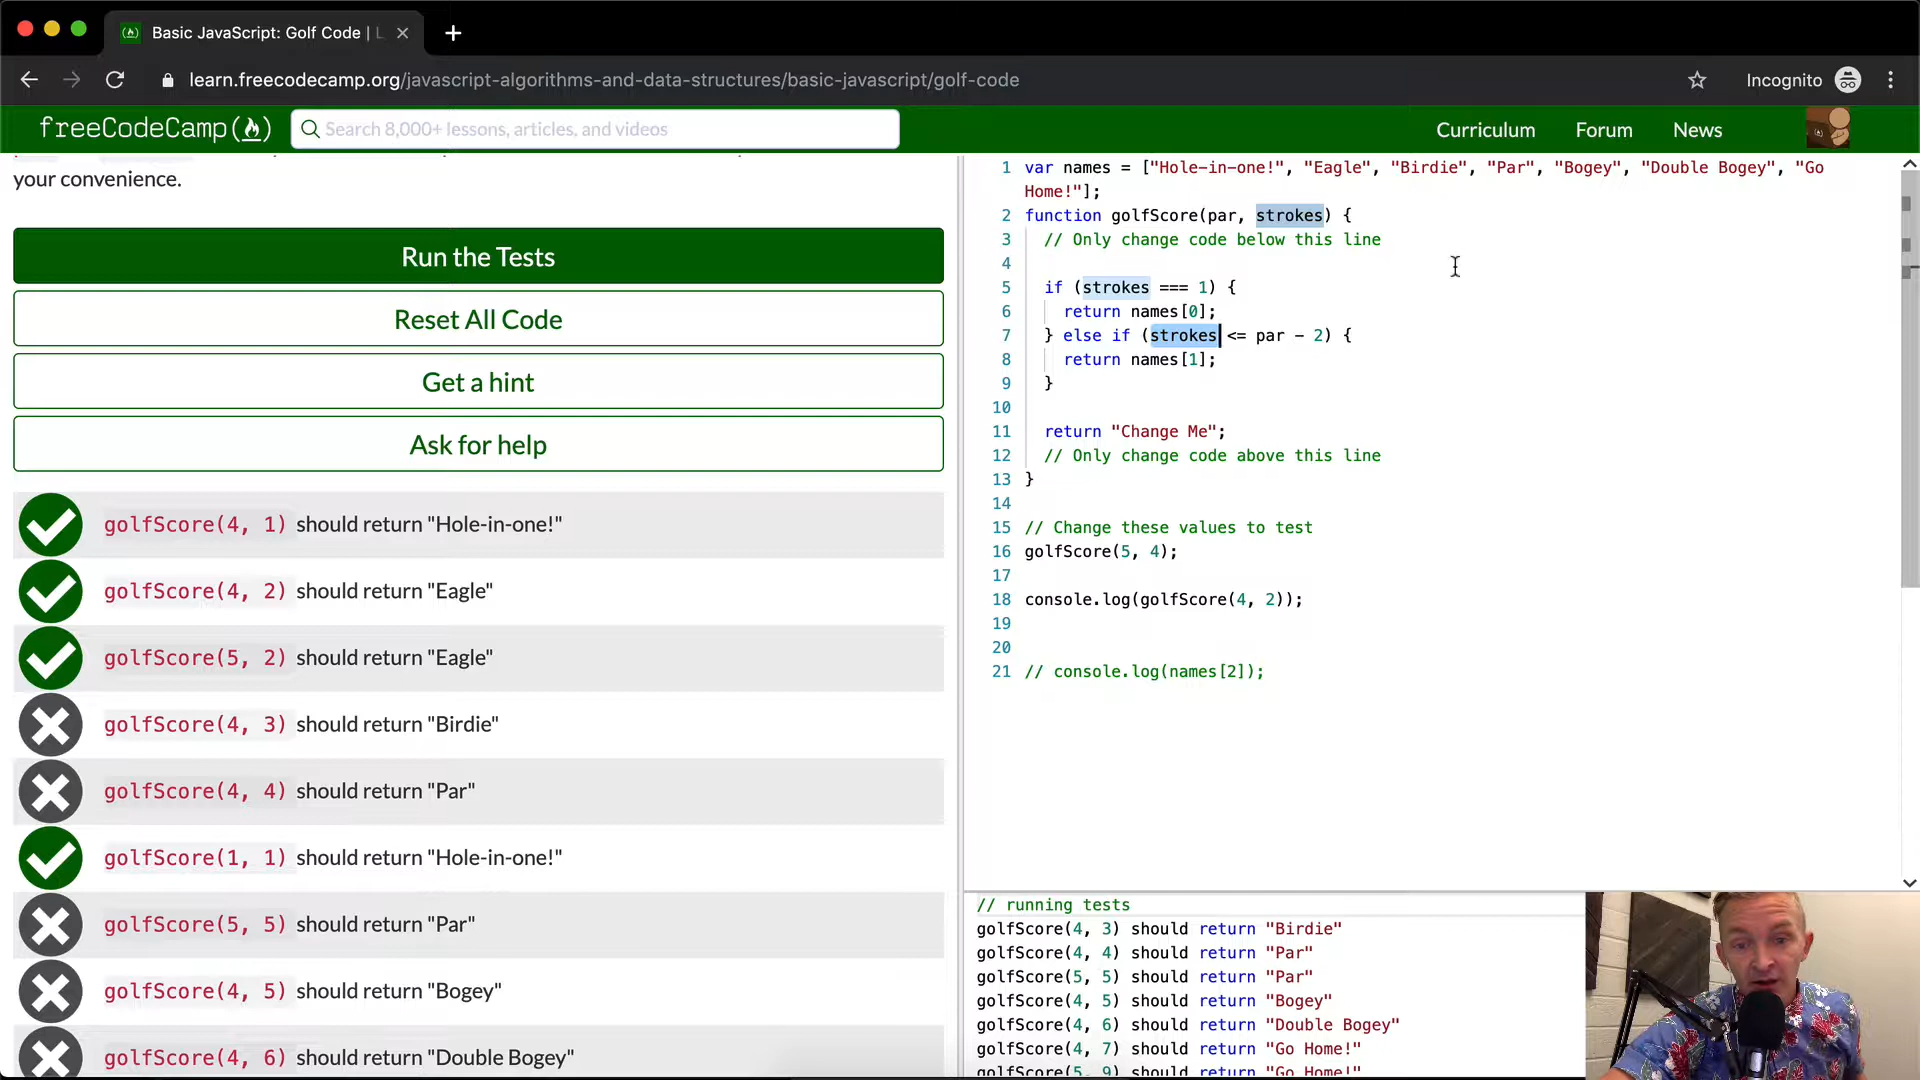 Basic JavaScript: Golf Code | L
learn.freecodecamp.org/javascript-algorithms-and-data-structures/basic-javascript/golf-code
Incognito
freeCodeCamp
Search 8,000+ lessons, articles, and videos
Curriculum
Forum
News
your convenience.
Run the Tests
Reset All Code
Get a hint
Ask for help
golfScore(4, 1) should return "Hole-in-one!"
golfScore(4, 2) should return "Eagle"
golfScore(5, 2) should return "Eagle"
golfScore(4, 3) should return "Birdie"
golfScore(4, 4) should return "Par"
golfScore(1, 1) should return "Hole-in-one!"
golfScore(5, 5) should return "Par"
golfScore(4, 5) should return "Bogey"
golfScore(4, 6) should return "Double Bogey"
1 var names = ["Hole-in-one!", "Eagle", "Birdie", "Par", "Bogey", "Double Bogey", "Go
Home!"];
2 function golfScore(par, strokes) {
3 // Only change code below this line
4
5 if (strokes === 1) {
6 return names[0];
7 } else if (strokes <= par - 2) {
8 return names[1];
9 }
10
11 return "Change Me";
12 // Only change code above this line
13 }
14
15 // Change these values to test
16 golfScore(5, 4);
17
18 console.log(golfScore(4, 2));
19
20
21 // console.log(names[2]);
// running tests
golfScore(4, 3) should return "Birdie"
golfScore(4, 4) should return "Par"
golfScore(5, 5) should return "Par"
golfScore(4, 5) should return "Bogey"
golfScore(4, 6) should return "Double Bogey"
golfScore(4, 7) should return "Go Home!"
golfScore(5, 9) should return "Go Home!"